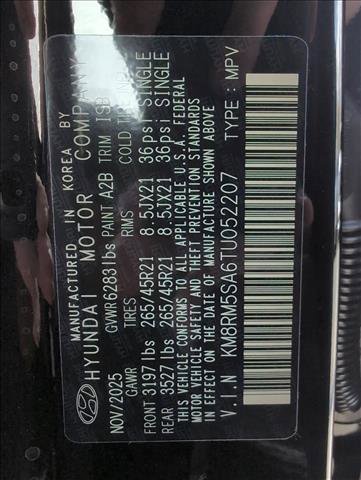 MANUFACTURED IN KOREA BY
HYUNDAI MOTOR COMPANY
NOV/2025 GVWR 6283lbs PAINT A2B TRIM
GAWR TIRES RIMS COLD TIRE
FRONT 3197lbs 265/45R21 8.5JX21 36psi SINGLE
REAR 3527lbs 265/45R21 8.5JX21 36psi SINGLE
THIS VEHICLE CONFORMS TO ALL APPLICABLE U.S.A. FEDERAL
MOTOR VEHICLE SAFETY AND THEFT PREVENTION STANDARDS
IN EFFECT ON THE DATE OF MANUFACTURE SHOWN ABOVE
V.I.N KM8RM5SA6TU052207 TYPE: MPV